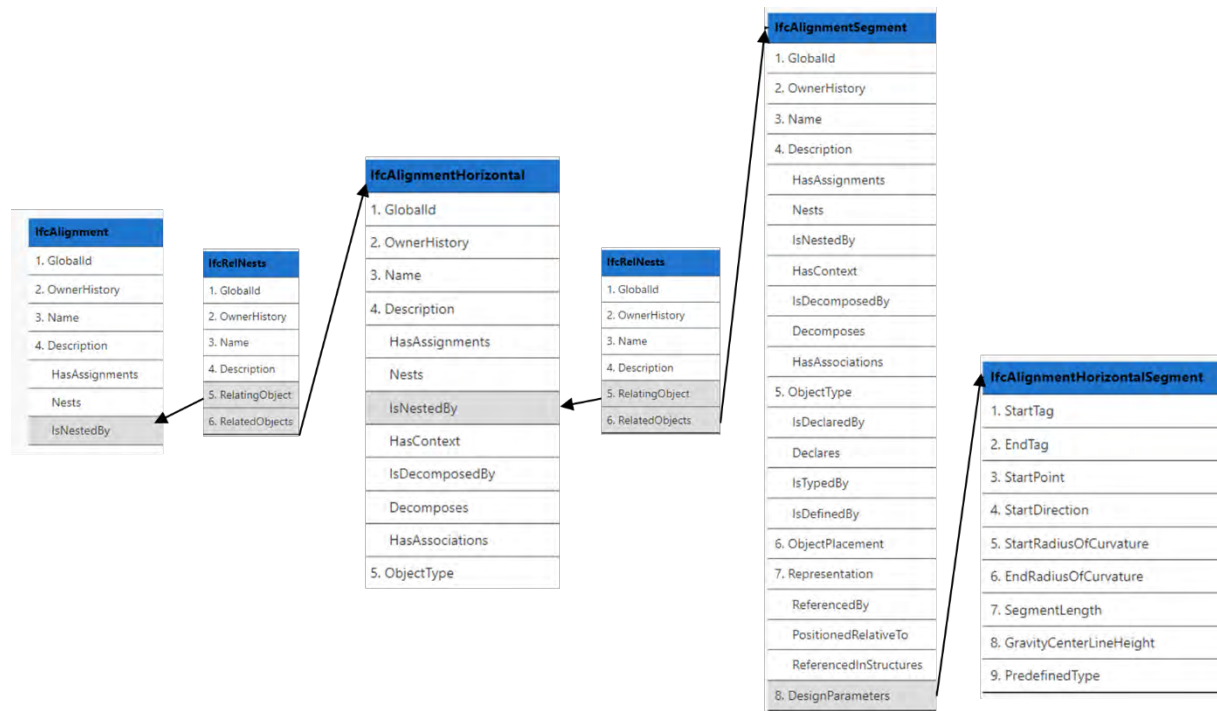 IfcAlignment
1. GlobalId
2. OwnerHistory
3. Name
4. Description
HasAssignments
Nests
IsNestedBy
IfcRelNests
1. GlobalId
2. OwnerHistory
3. Name
4. Description
5. RelatingObject
6. RelatedObjects
IfcAlignmentHorizontal
1. GlobalId
2. OwnerHistory
3. Name
4. Description
HasAssignments
Nests
IsNestedBy
HasContext
IsDecomposedBy
Decomposes
HasAssociations
5. ObjectType
IfcRelNests
1. GlobalId
2. OwnerHistory
3. Name
4. Description
5. RelatingObject
6. RelatedObjects
IfcAlignmentSegment
1. GlobalId
2. OwnerHistory
3. Name
4. Description
HasAssignments
Nests
IsNestedBy
HasContext
IsDecomposedBy
Decomposes
HasAssociations
5. ObjectType
IsDeclaredBy
Declares
IsTypedBy
IsDefinedBy
6. ObjectPlacement
7. Representation
ReferencedBy
PositionedRelativeTo
ReferencedInStructures
8. DesignParameters
IfcAlignmentHorizontalSegment
1. StartTag
2. EndTag
3. StartPoint
4. StartDirection
5. StartRadiusOfCurvature
6. EndRadiusOfCurvature
7. SegmentLength
8. GravityCenterLineHeight
9. PredefinedType